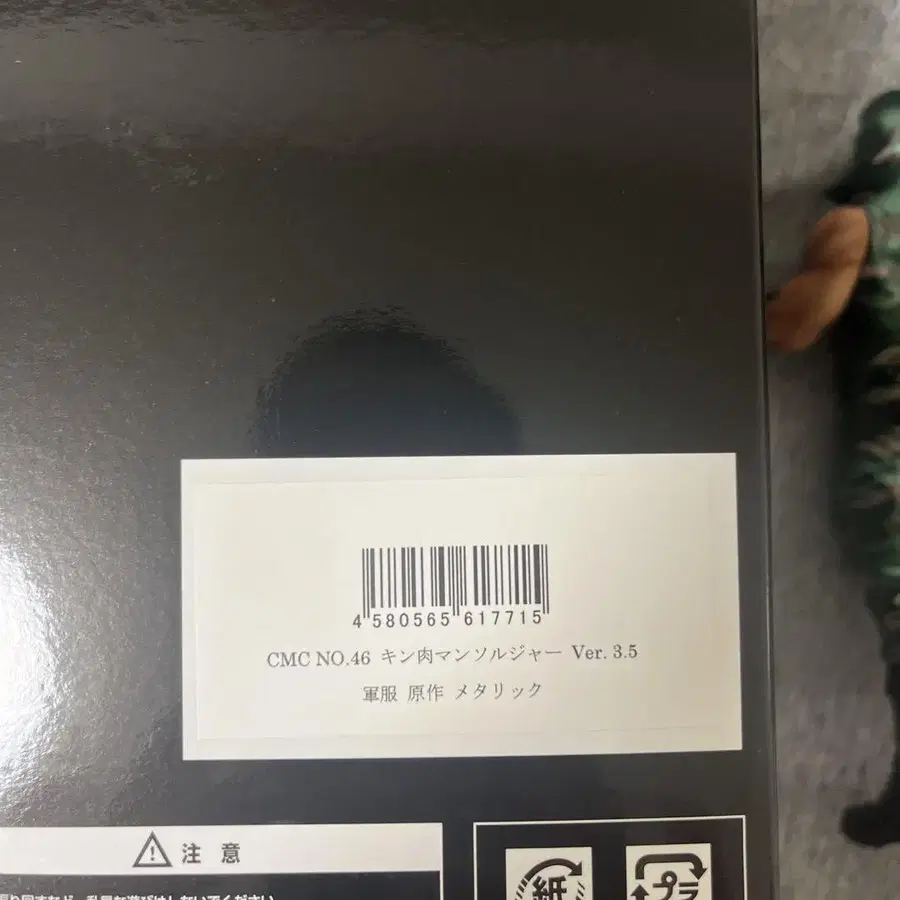 4 580565 617715
CMC NO.46 キン肉マンソルジャー Ver. 3.5
軍服 原作 メタリック
注 意
紙
プラ